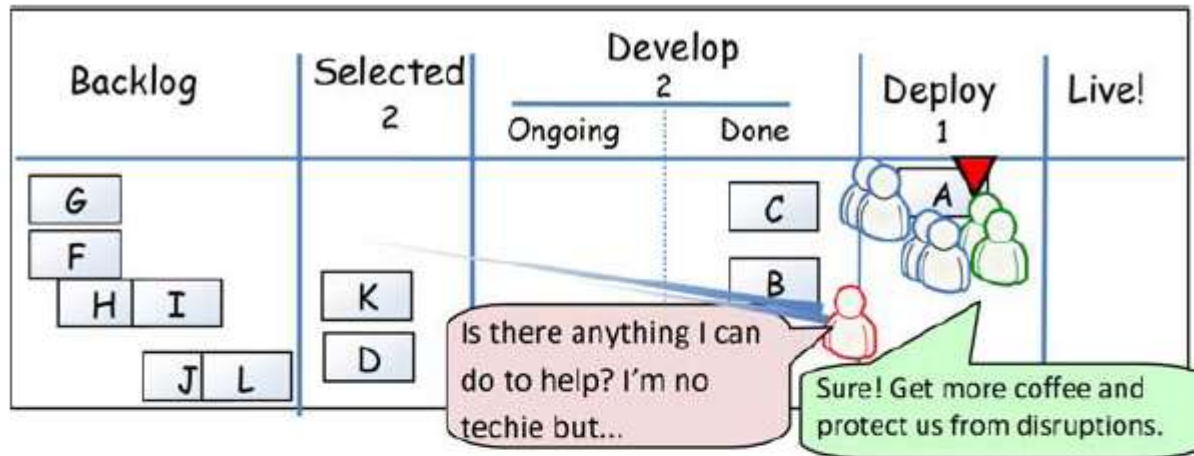 Backlog
Selected
2
Develop
2
Ongoing
Done
Deploy
1
Live!
G
F
H I
J L
K
D
C
B
A
Is there anything I can
do to help? I'm no
techie but...
Sure! Get more coffee and
protect us from disruptions.